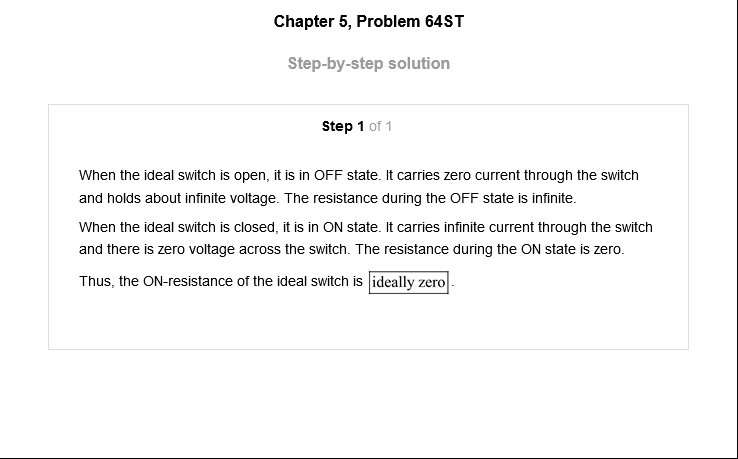 Chapter 5, Problem 64ST
Step-by-step solution
Step 1 of 1
When the ideal switch is open, it is in OFF state. It carries zero current through the switch
and holds about infinite voltage. The resistance during the OFF state is infinite.
When the ideal switch is closed, it is in ON state. It carries infinite current through the switch
and there is zero voltage across the switch. The resistance during the ON state is zero.
Thus, the ON-resistance of the ideal switch is ideally zero.